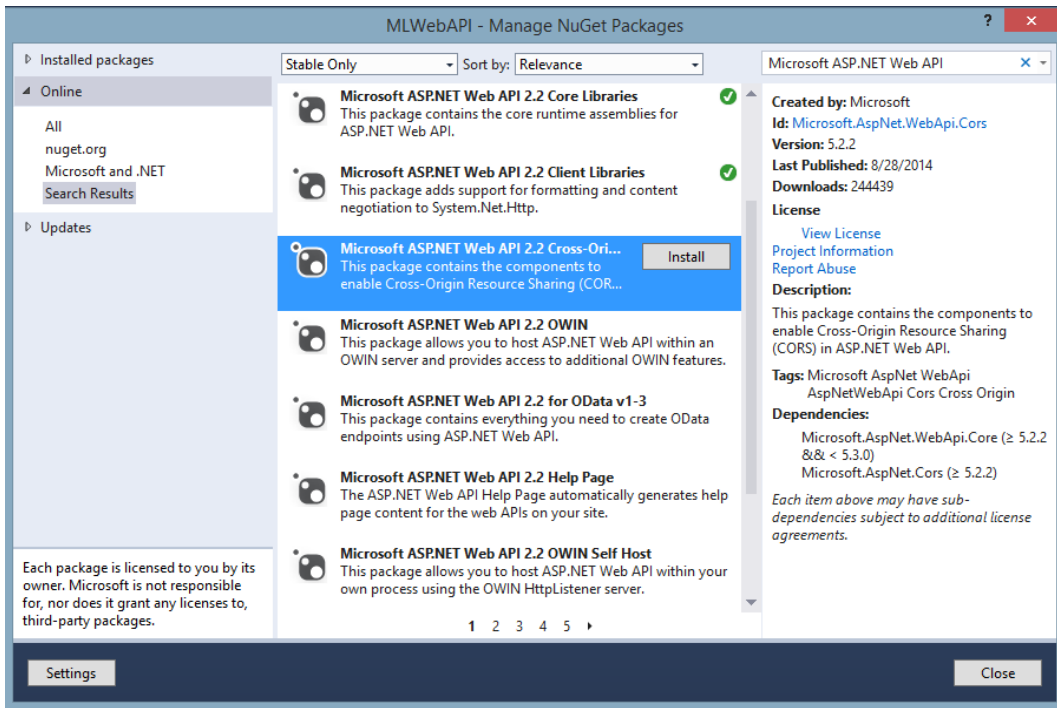 MLWebAPI - Manage NuGet Packages
?
×
Installed packages
Online
All
nuget.org
Microsoft and .NET
Search Results
Updates
Each package is licensed to you by its
owner. Microsoft is not responsible
for, nor does it grant any licenses to,
third-party packages.
Stable Only
Sort by: Relevance
Microsoft ASP.NET Web API 2.2 Core Libraries
This package contains the core runtime assemblies for
ASP.NET Web API.
Microsoft ASP.NET Web API 2.2 Client Libraries
This package adds support for formatting and content
negotiation to System.Net.Http.
Microsoft ASP.NET Web API 2.2 Cross-Ori...
Install
This package contains the components to
enable Cross-Origin Resource Sharing (COR...
Microsoft ASP.NET Web API 2.2 OWIN
This package allows you to host ASP.NET Web API within an
OWIN server and provides access to additional OWIN features.
Microsoft ASP.NET Web API 2.2 for OData v1-3
This package contains everything you need to create OData
endpoints using ASP.NET Web API.
Microsoft ASP.NET Web API 2.2 Help Page
The ASP.NET Web API Help Page automatically generates help
page content for the web APIs on your site.
Microsoft ASP.NET Web API 2.2 OWIN Self Host
This package allows you to host ASP.NET Web API within your
own process using the OWIN HttpListener server.
1 2 3 4 5
Microsoft ASP.NET Web API
Created by: Microsoft
Id: Microsoft.AspNet.WebApi.Cors
Version: 5.2.2
Last Published: 8/28/2014
Downloads: 244439
License
View License
Project Information
Report Abuse
Description:
This package contains the components to
enable Cross-Origin Resource Sharing
(CORS) in ASP.NET Web API.
Tags: Microsoft AspNet WebApi
AspNetWebApi Cors Cross Origin
Dependencies:
Microsoft.AspNet.WebApi.Core (≥ 5.2.2
&& < 5.3.0)
Microsoft.AspNet.Cors (≥ 5.2.2)
Each item above may have sub-
dependencies subject to additional license
agreements.
Settings
Close